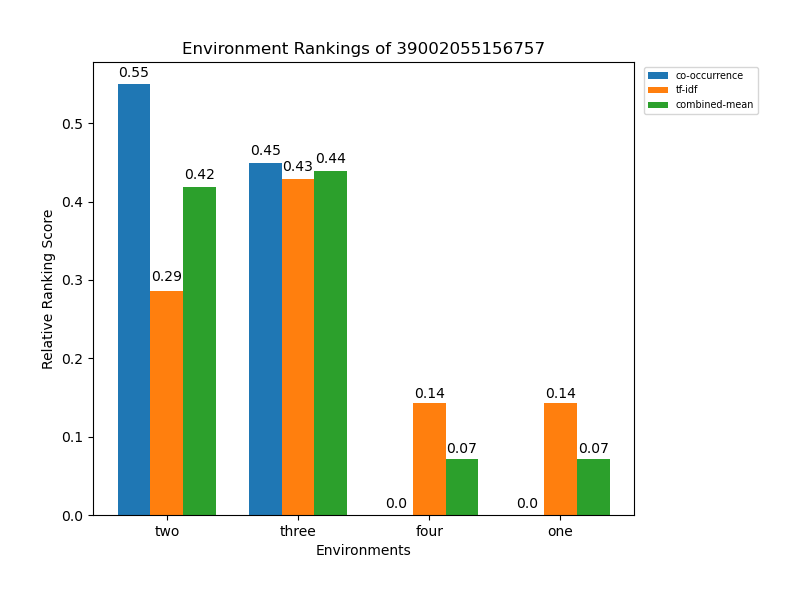 Environment Rankings of 39002055156757
co-occurrence
tf-idf
combined-mean
Relative Ranking Score
0.5
0.4
0.3
0.2
0.1
0.0
0.55
0.29
0.42
0.45
0.43
0.44
0.0
0.14
0.07
0.0
0.14
0.07
two three four one
Environments